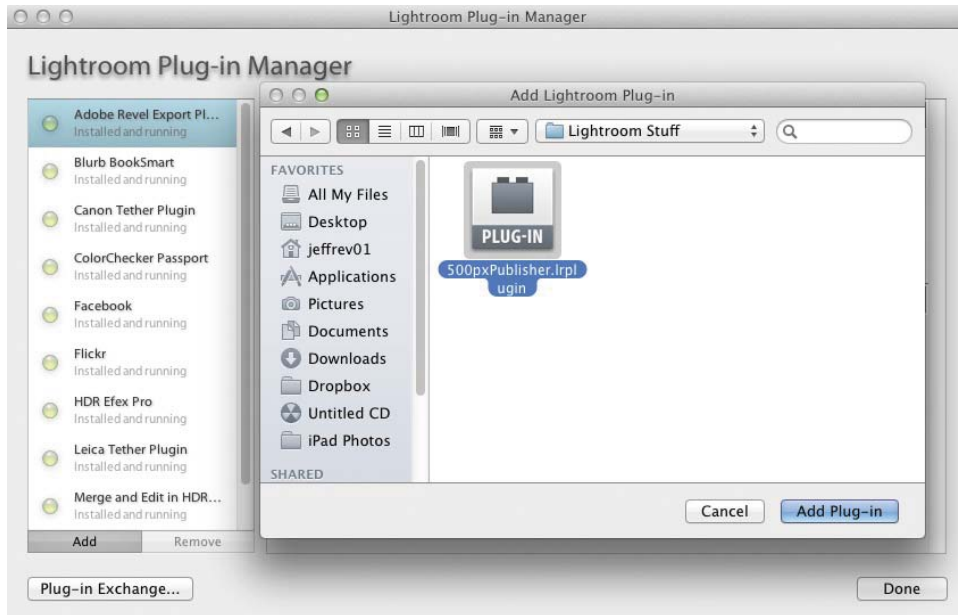 Lightroom Plug-in Manager
Lightroom Plug-in Manager
Adobe Revel Export Pl...
Installed and running
Blurb BookSmart
Installed and running
Canon Tether Plugin
Installed and running
ColorChecker Passport
Installed and running
Facebook
Installed and running
Flickr
Installed and running
HDR Efex Pro
Installed and running
Leica Tether Plugin
Installed and running
Merge and Edit in HDR...
Installed and running
Add
Remove
Plug-in Exchange...
Add Lightroom Plug-in
Lightroom Stuff
FAVORITES
All My Files
Desktop
jeffrev01
Applications
Pictures
Documents
Downloads
Dropbox
Untitled CD
iPad Photos
SHARED
PLUG-IN
500pxPublisher.lrpl
ugin
Cancel
Add Plug-in
Done